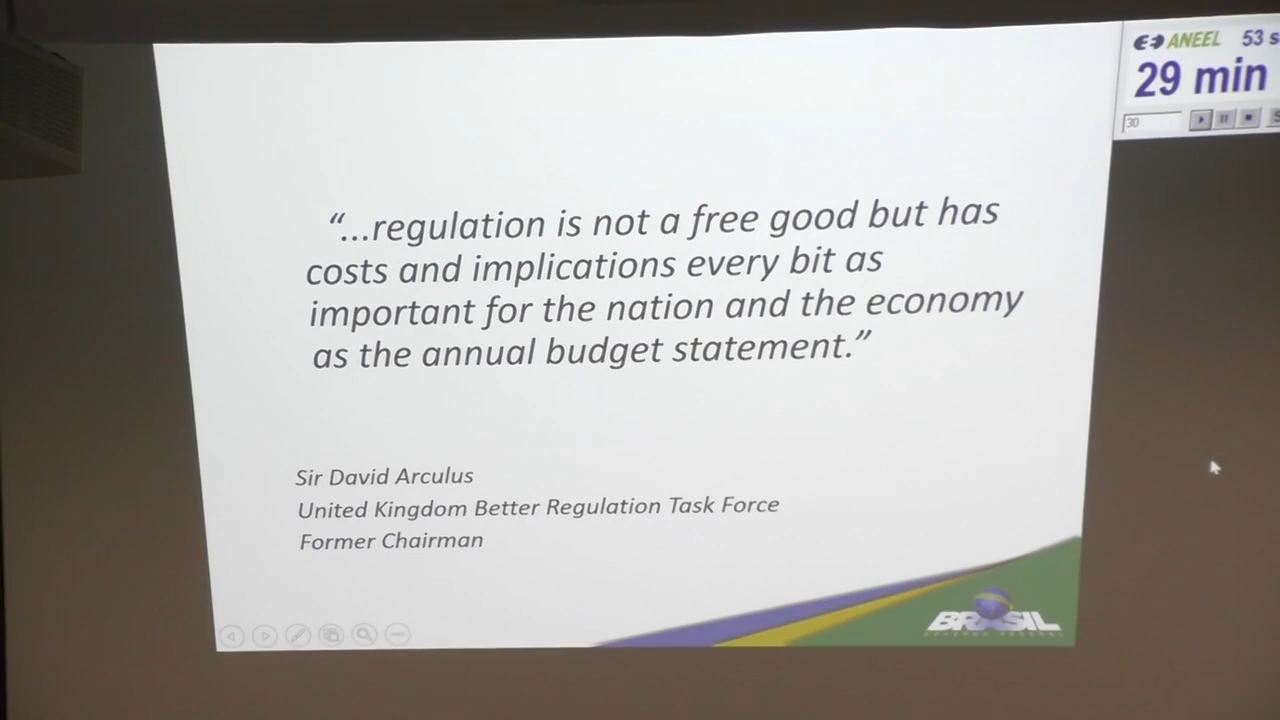 ANEEL 53 s
29 min
30
“...regulation is not a free good but has
costs and implications every bit as
important for the nation and the economy
as the annual budget statement.”
Sir David Arculus
United Kingdom Better Regulation Task Force
Former Chairman
BRASIL
GOVERNO FEDERAL